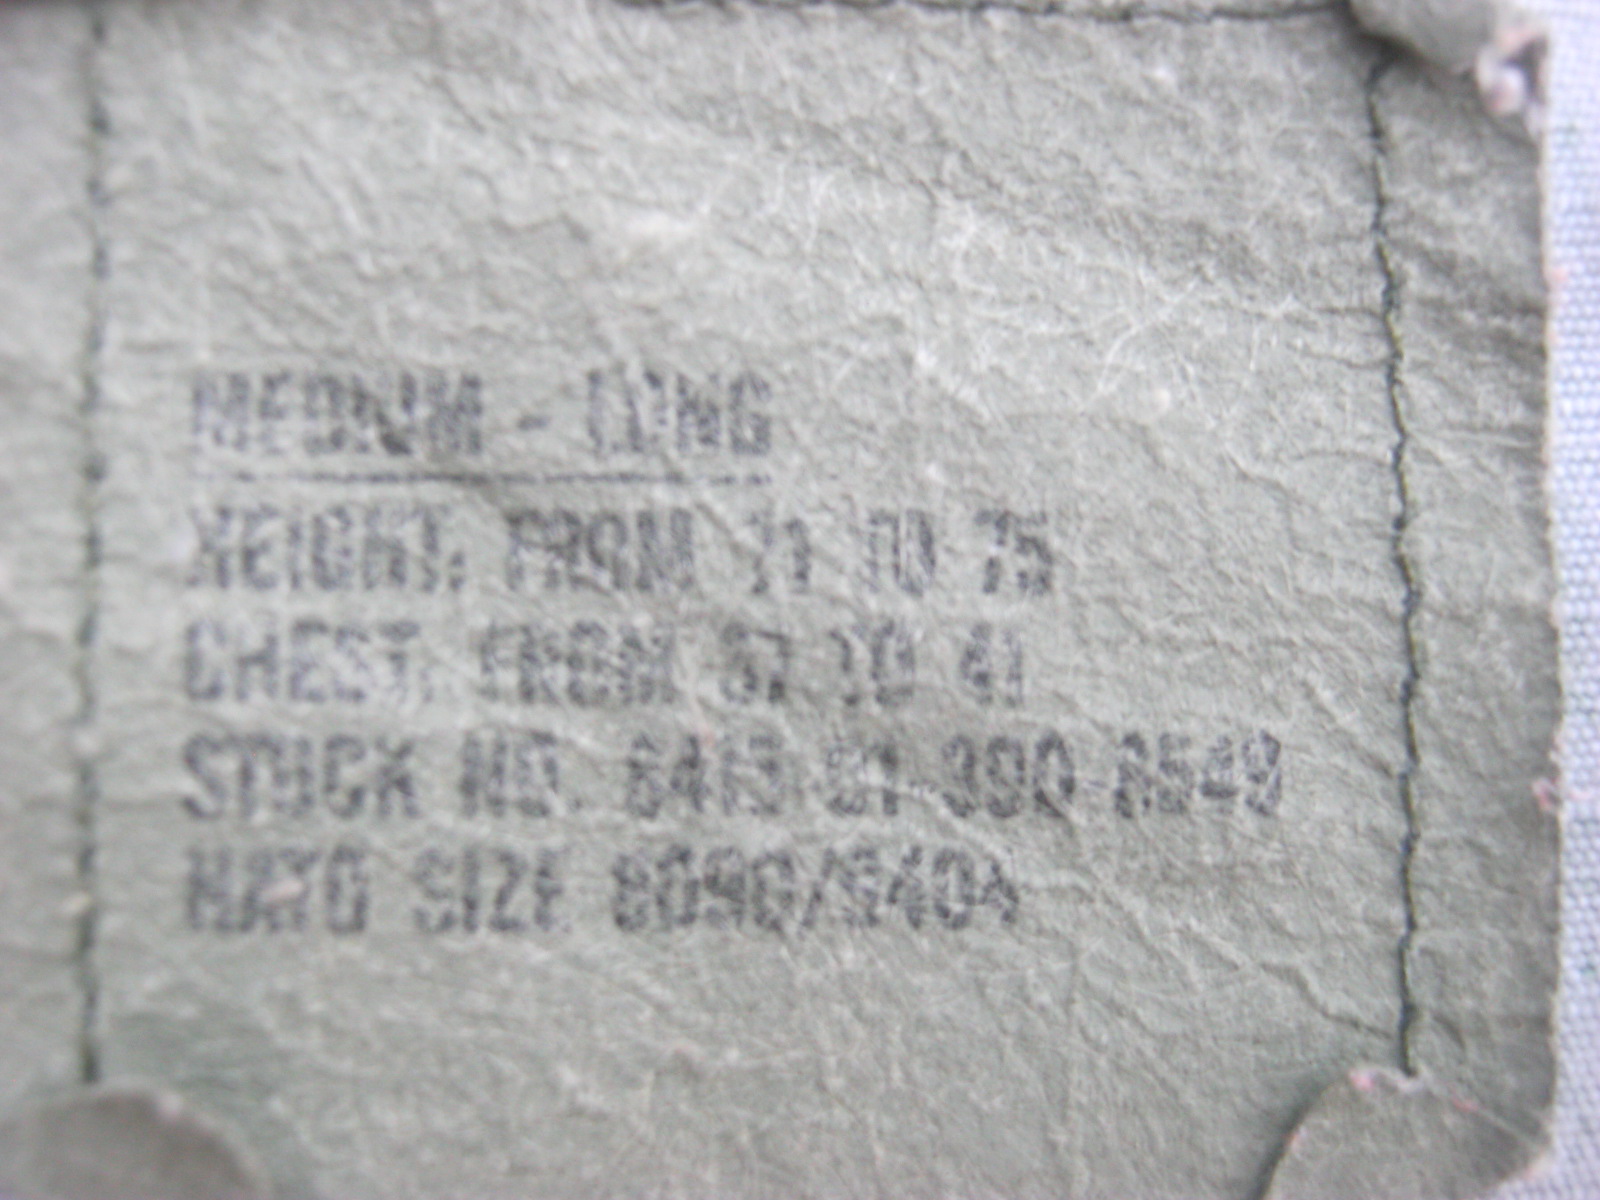 MEDIUM - LONG
HEIGHT: FROM 71 TO 75
CHEST: FROM 37 TO 41
STOCK NO. 8415-01-390-8549
NATO SIZE 8090/9404